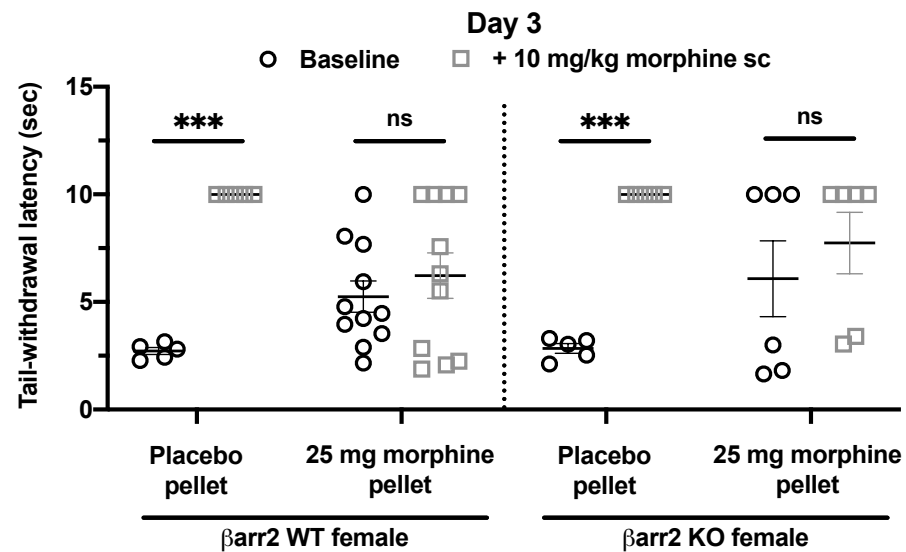 Day 3
Baseline + 10 mg/kg morphine sc
Tail-withdrawal latency (sec)
15
10
5
0
*** ns *** ns
Placebo pellet
25 mg morphine pellet
Placebo pellet
25 mg morphine pellet
βarr2 WT female βarr2 KO female